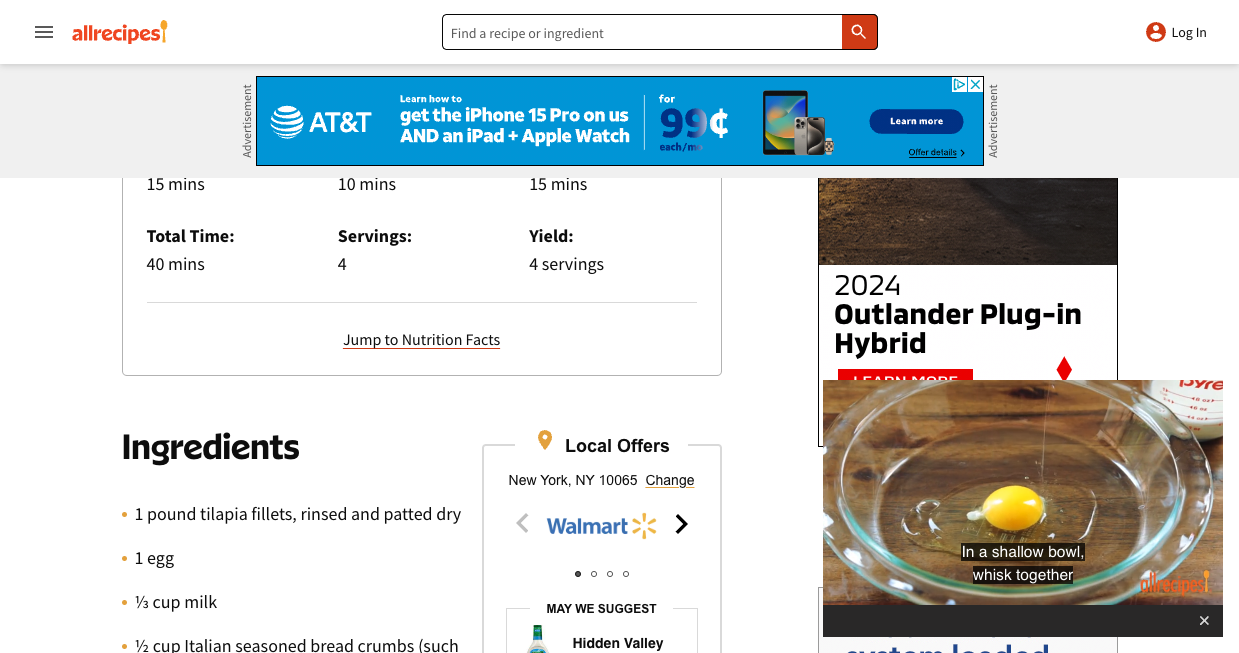 allrecipes
Find a recipe or ingredient
Log In
Advertisement
AT&T
Learn how to
get the iPhone 15 Pro on us
AND an iPad + Apple Watch
for
99¢
each/mo
Learn more
Offer details
Advertisement
15 mins
10 mins
15 mins
Total Time:
Servings:
Yield:
40 mins
4
4 servings
Jump to Nutrition Facts
2024
Outlander Plug-in
Hybrid
LEARN MORE
Ingredients
Local Offers
New York, NY 10065 Change
Walmart
1 pound tilapia fillets, rinsed and patted dry
1 egg
⅓ cup milk
½ cup Italian seasoned bread crumbs (such
MAY WE SUGGEST
Hidden Valley
In a shallow bowl,
whisk together
allrecipes
system loaded